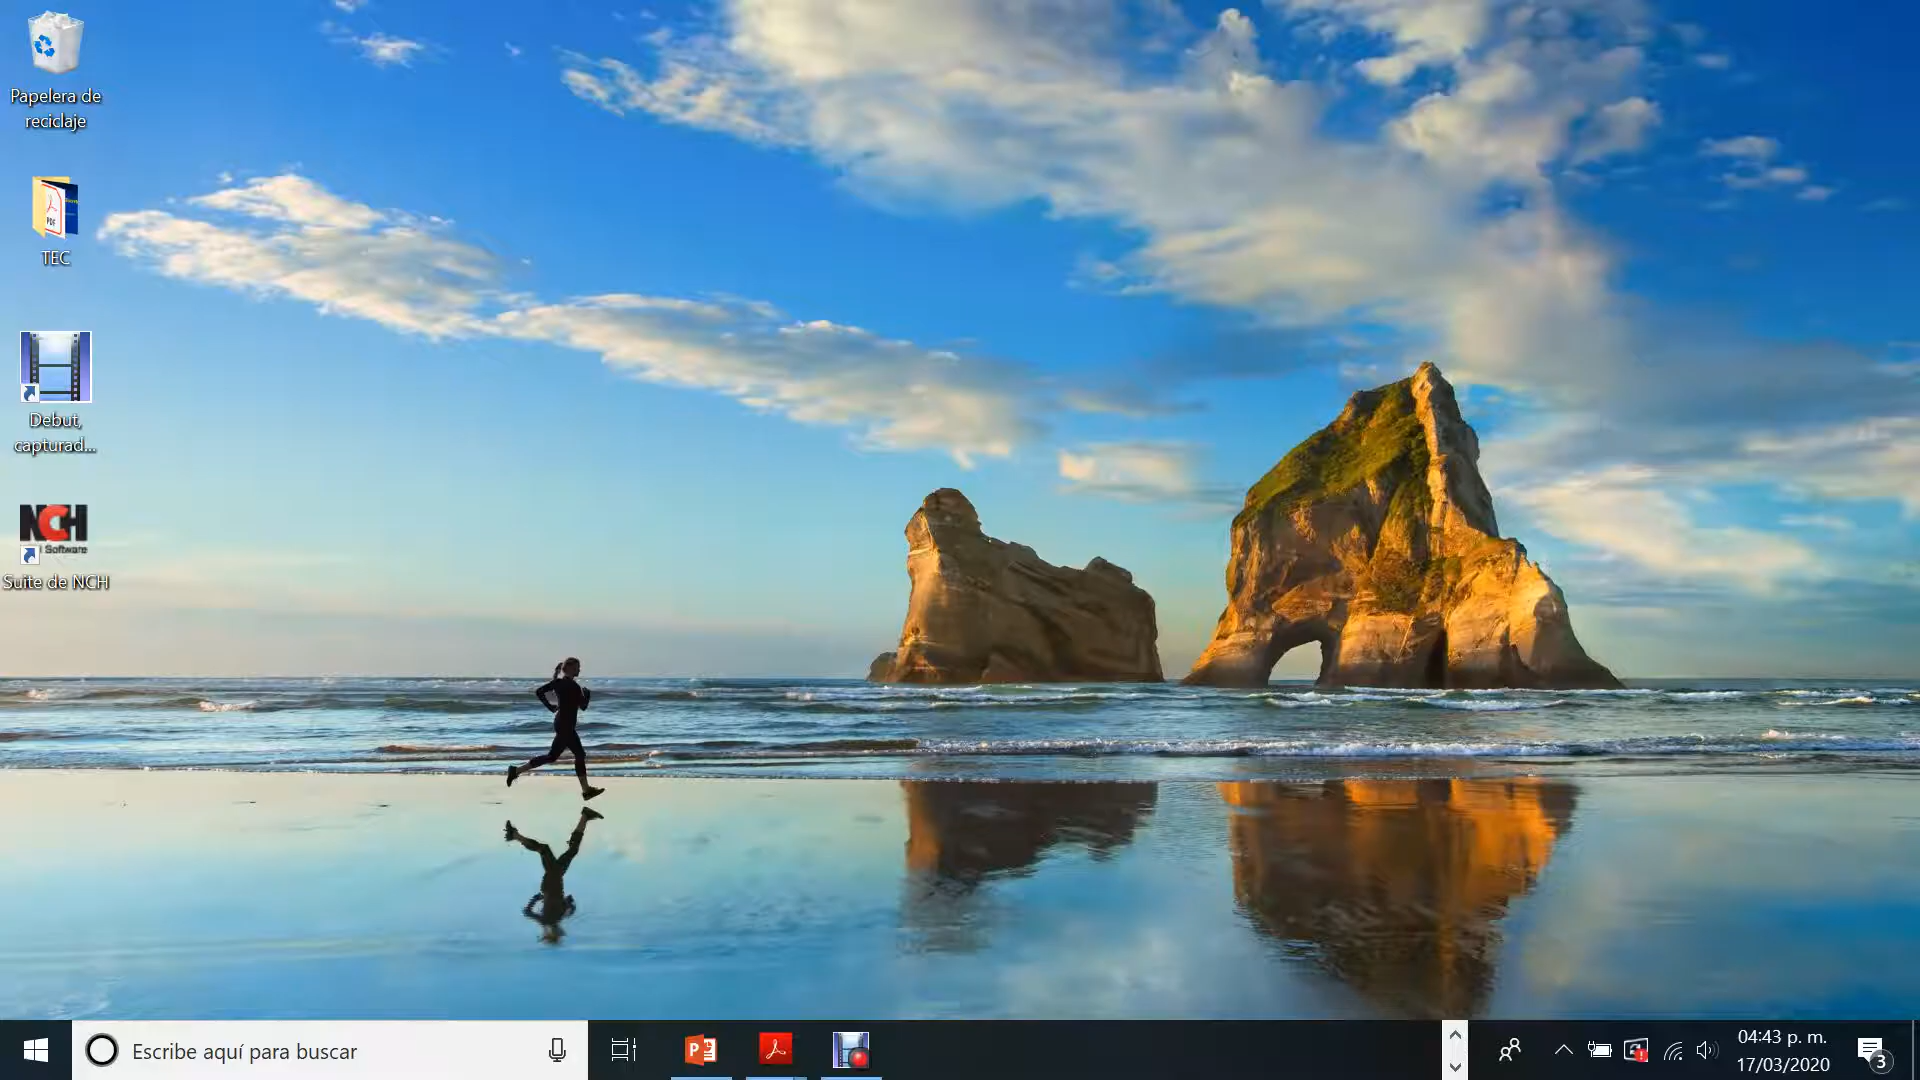 Papelera de
reciclaje
PDF
TEC
Debut,
capturad...
NCH
Software
Suite de NCH
Escribe aquí para buscar
04:43 p. m.
17/03/2020
3